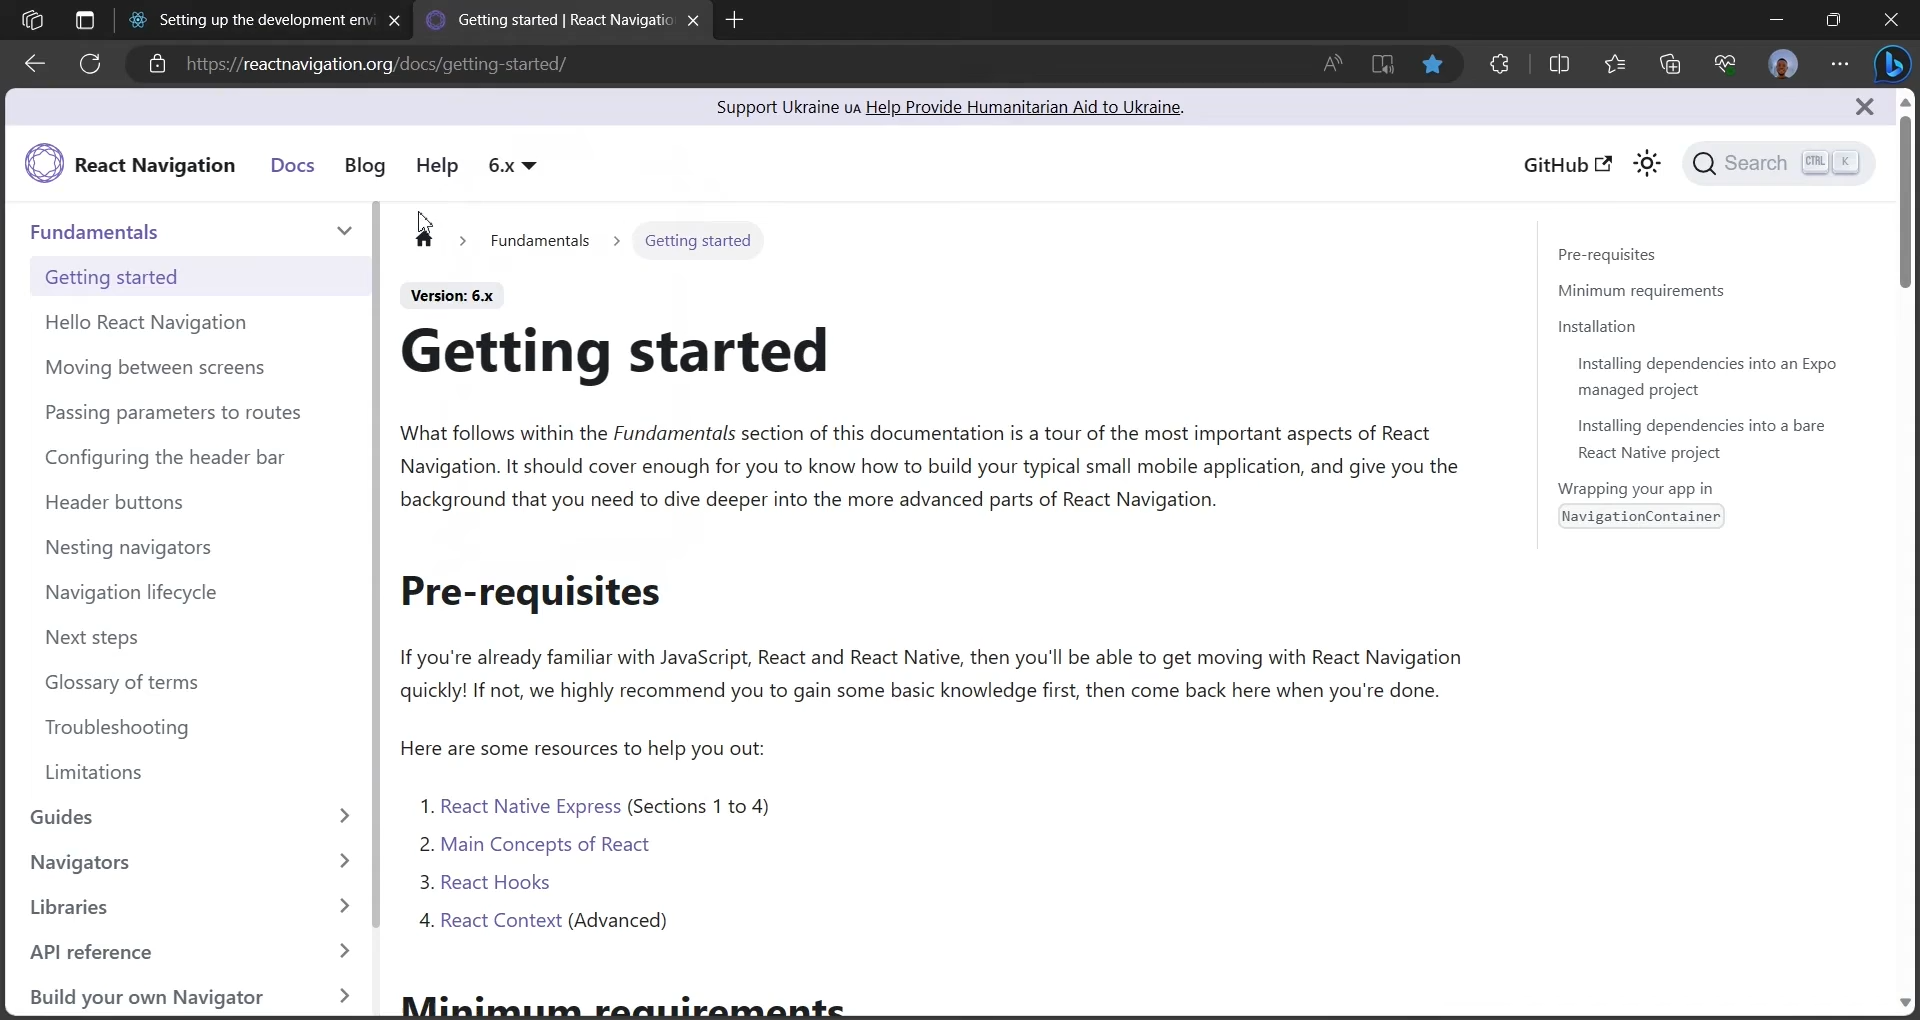 Setting up the development envi
Getting started | React Navigatio
https://reactnavigation.org/docs/getting-started/
Support Ukraine UA Help Provide Humanitarian Aid to Ukraine.
React Navigation Docs Blog Help 6.x
GitHub Search CTRL K
Fundamentals
Getting started
Hello React Navigation
Moving between screens
Passing parameters to routes
Configuring the header bar
Header buttons
Nesting navigators
Navigation lifecycle
Next steps
Glossary of terms
Troubleshooting
Limitations
Guides
Navigators
Libraries
API reference
Build your own Navigator
Fundamentals Getting started
Version: 6.x
Getting started
What follows within the Fundamentals section of this documentation is a tour of the most important aspects of React
Navigation. It should cover enough for you to know how to build your typical small mobile application, and give you the
background that you need to dive deeper into the more advanced parts of React Navigation.
Pre-requisites
If you're already familiar with JavaScript, React and React Native, then you'll be able to get moving with React Navigation
quickly! If not, we highly recommend you to gain some basic knowledge first, then come back here when you're done.
Here are some resources to help you out:
1. React Native Express (Sections 1 to 4)
2. Main Concepts of React
3. React Hooks
4. React Context (Advanced)
Minimum requirements
Pre-requisites
Minimum requirements
Installation
Installing dependencies into an Expo
managed project
Installing dependencies into a bare
React Native project
Wrapping your app in
NavigationContainer